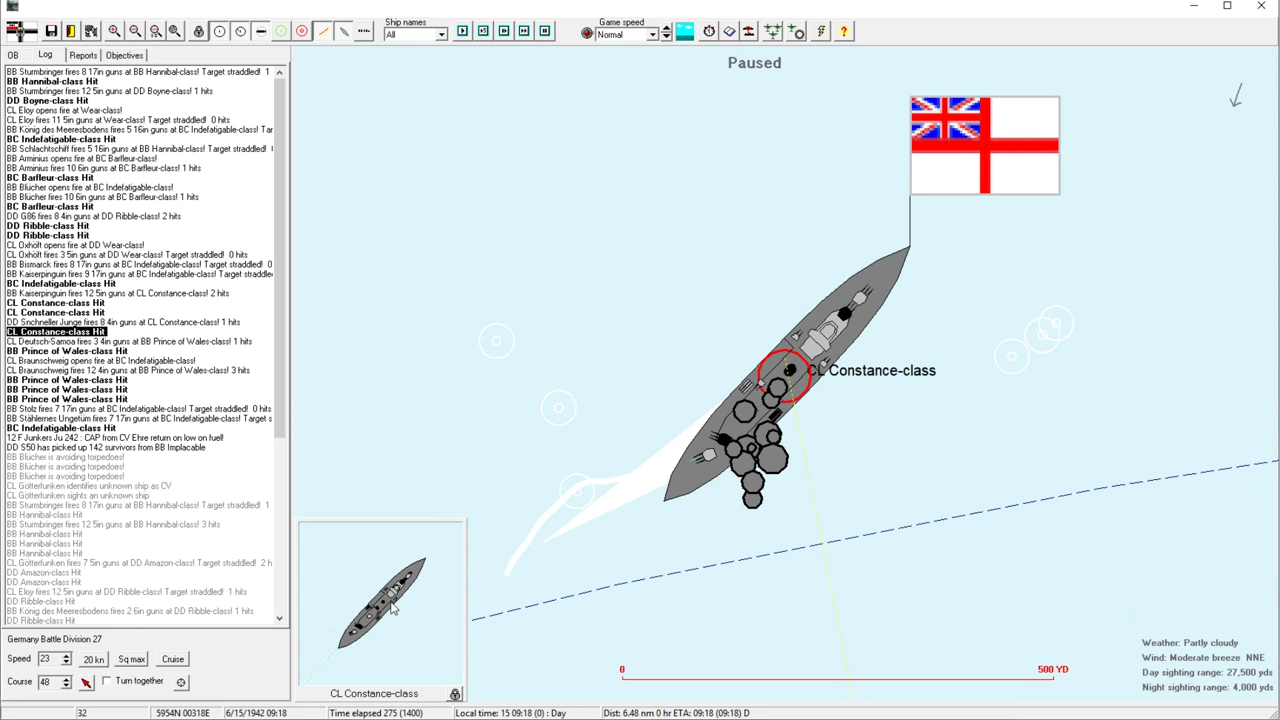 Ship names
All
Game speed
Normal
OB
Log
Reports
Objectives
Paused
BB Sturmbringer fires 8 17in guns at BB Hannibal-class! Target straddled! 1
BB Hannibal-class Hit
BB Sturmbringer fires 12 5in guns at DD Boyne-class! 1 hits
DD Boyne-class Hit
CL Eloy opens fire at Wear-class!
CL Eloy fires 11 5in guns at DD Wear-class! Target straddled! 0 hits
BB König des Meeresbodens fires 5 16in guns at BC Indefatigable-class! Tar
BC Indefatigable-class Hit
BB Schlachtschiff fires 5 16in guns at BB Hannibal-class! Target straddled!
BB Arminius opens fire at BC Barfleur-class!
BB Arminius fires 10 6in guns at BC Barfleur-class! 1 hits
BC Barfleur-class Hit
BB Blücher opens fire at BC Indefatigable-class!
BB Blücher fires 10 6in guns at BC Barfleur-class! 1 hits
BC Barfleur-class Hit
DD G86 fires 8 4in guns at DD Ribble-class! 2 hits
DD Ribble-class Hit
DD Ribble-class Hit
CL Oxhölt opens fire at DD Wear-class!
CL Oxhölt fires 3 5in guns at DD Wear-class! Target straddled! 0 hits
BB Bismarck fires 8 17in guns at BC Indefatigable-class! Target straddled!
BB Kaiserpinguin fires 9 17in guns at BC Indefatigable-class! Target straddle
BC Indefatigable-class Hit
BB Kaiserpinguin fires 12 5in guns at CL Constance-class! 2 hits
CL Constance-class Hit
CL Constance-class Hit
DD Snchneller Junge fires 8 4in guns at CL Constance-class! 1 hits
CL Constance-class Hit
CL Deutsch-Samoa fires 3 4in guns at BB Prince of Wales-class! 1 hits
BB Prince of Wales-class Hit
CL Braunschweig opens fire at BC Indefatigable-class!
CL Braunschweig fires 12 4in guns at BB Prince of Wales-class! 3 hits
BB Prince of Wales-class Hit
BB Prince of Wales-class Hit
BB Prince of Wales-class Hit
BB Stolz fires 7 17in guns at BC Indefatigable-class! Target straddled! 0 hits
BB Stählernes Ungetüm fires 7 17in guns at BC Indefatigable-class! Target s
BC Indefatigable-class Hit
12 F Junkers Ju 242 : CAP from CV Ehre return on low on fuel!
DD S50 has picked up 142 survivors from BB Implacable
BB Blücher is avoiding torpedoes!
BB Blücher is avoiding torpedoes!
BB Blücher is avoiding torpedoes!
CL Götterfunken identifies unknown ship as CV
CL Götterfunken sights an unknown ship
BB Sturmbringer fires 8 17in guns at BB Hannibal-class! Target straddled! 1
BB Hannibal-class Hit
BB Sturmbringer fires 12 5in guns at BB Hannibal-class! 3 hits
BB Hannibal-class Hit
BB Hannibal-class Hit
BB Hannibal-class Hit
CL Götterfunken fires 7 5in guns at DD Amazon-class! Target straddled! 2 h
DD Amazon-class Hit
DD Amazon-class Hit
CL Eloy fires 12 5in guns at DD Ribble-class! Target straddled! 1 hits
DD Ribble-class Hit
BB König des Meeresbodens fires 2 6in guns at DD Ribble-class! 1 hits
DD Ribble-class Hit
CL Constance-class
Germany Battle Division 27
Speed 23 20 kn Sq max Cruise
Course 48 Turn together
CL Constance-class
0 500 YD
Weather: Partly cloudy
Wind: Moderate breeze NNE
Day sighting range: 27,500 yds
Night sighting range: 4,000 yds
32 5954N 00318E 6/15/1942 09:18 Time elapsed 275 (1400) Local time: 15 09:18 (0) : Day Dist: 6.48 nm 0 hr ETA: 09:18 (09:18) D